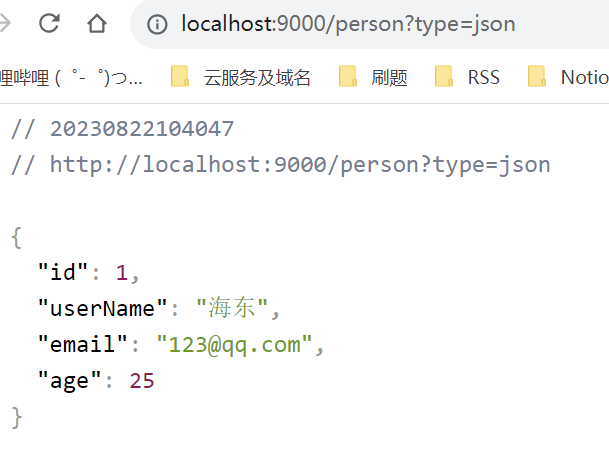 localhost:9000/person?type=json
哩哔哩 ( ゜- ゜)つ... 云服务及域名 刷题 RSS Notio
// 20230822104047
// http://localhost:9000/person?type=json
{
"id": 1,
"userName": "海东",
"email": "123@qq.com",
"age": 25
}